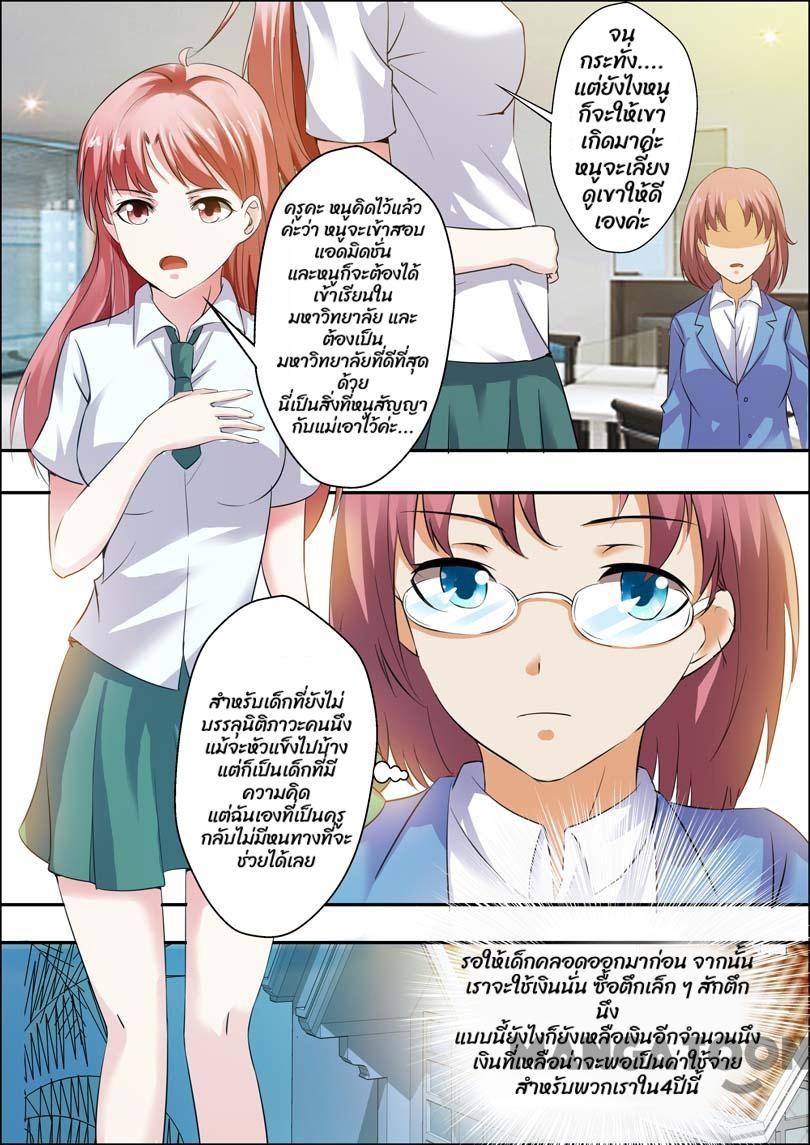 จน
กระทั่ง....
แต่ยังไงหนู
ก็จะให้เขา
เกิดมาค่ะ
หนูจะเลี้ยง
ดูเขาให้ดี
เองค่ะ
ครูคะ หนูคิดไว้แล้ว
ค่ะว่า หนูจะเข้าสอบ
แอดมิดชั่น
และหนูก็จะต้องได้
เข้าเรียนใน
มหาวิทยาลัย และ
ต้องเป็น
มหาวิทยาลัยที่ดีที่สุด
ด้วย
นี่เป็นสิ่งที่หนูสัญญา
กับแม่เอาไว้ค่ะ...
สำหรับเด็กที่ยังไม่
บรรลุนิติภาวะคนนึง
แม้จะหัวแข็งไปบ้าง
แต่ก็เป็นเด็กที่มี
ความคิด
แต่ฉันเองที่เป็นครู
กลับไม่มีหนทางที่จะ
ช่วยได้เลย
รอให้เด็กคลอดออกมาก่อน จากนั้น
เราจะใช้เงินนั่น ซื้อตึกเล็ก ๆ สักตึก
นึง
แบบนี้ยังไงก็ยังเหลือเงินอีกจำนวนนึง
เงินที่เหลือน่าจะพอเป็นค่าใช้จ่าย
สำหรับพวกเราใน4ปีนี้
MANGATOON